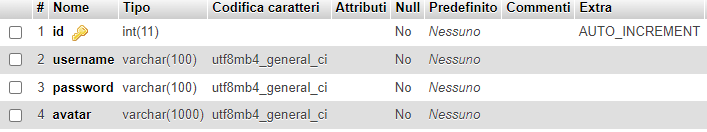 # Nome Tipo Codifica caratteri Attributi Null Predefinito Commenti Extra
1 id int(11) No Nessuno AUTO_INCREMENT
2 username varchar(100) utf8mb4_general_ci No Nessuno
3 password varchar(100) utf8mb4_general_ci No Nessuno
4 avatar varchar(1000) utf8mb4_general_ci No Nessuno